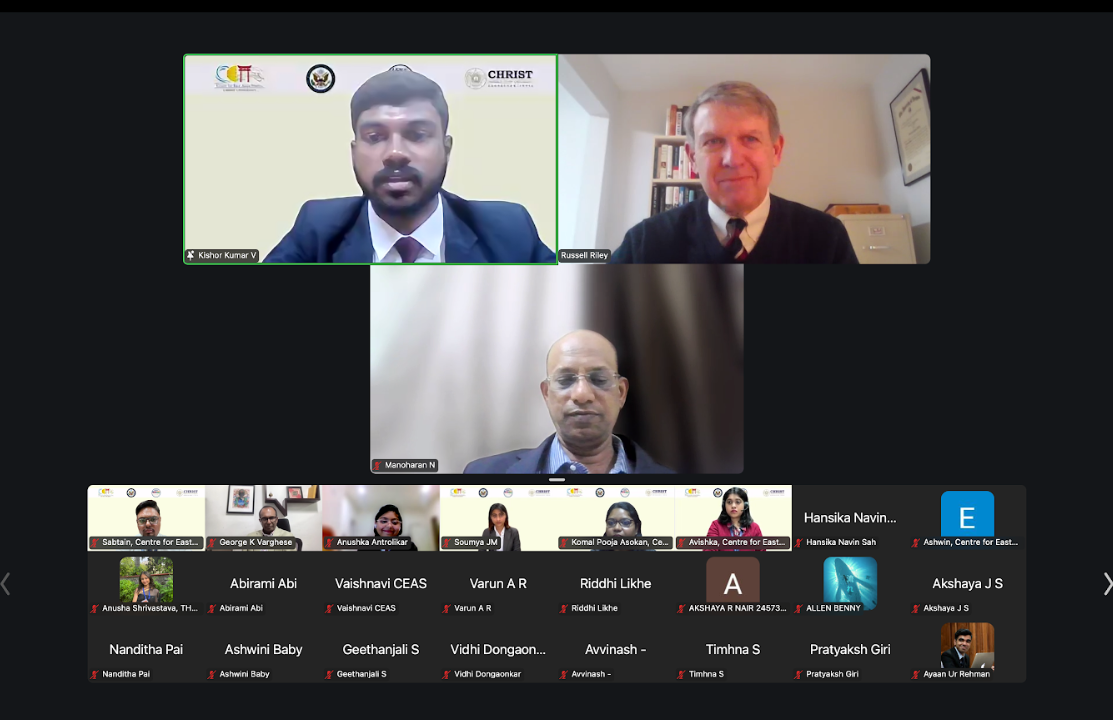 CHRIST
Kishor Kumar V
Russell Riley
Manoharan N
Sabtain, Centre for East...
George K Varghese
Anushka Antrolikar
Soumya JM
Komal Pooja Asokan, Ce...
Avishka, Centre for East...
Hansika Navin...
Hansika Navin Sah
E
Ashwin, Centre for East...
Anusha Shrivastava, TH...
Abirami Abi
Abirami Abi
Vaishnavi CEAS
Vaishnavi CEAS
Varun A R
Varun A R
Riddhi Likhe
Riddhi Likhe
A
AKSHAYA R NAIR 24573...
ALLEN BENNY
Akshaya J S
Akshaya J S
Nanditha Pai
Nanditha Pai
Ashwini Baby
Ashwini Baby
Geethanjali S
Geethanjali S
Vidhi Dongaon...
Vidhi Dongaonkar
Avvinash -
Avvinash -
Timhna S
Timhna S
Pratyaksh Giri
Pratyaksh Giri
Ayaan Ur Rehman